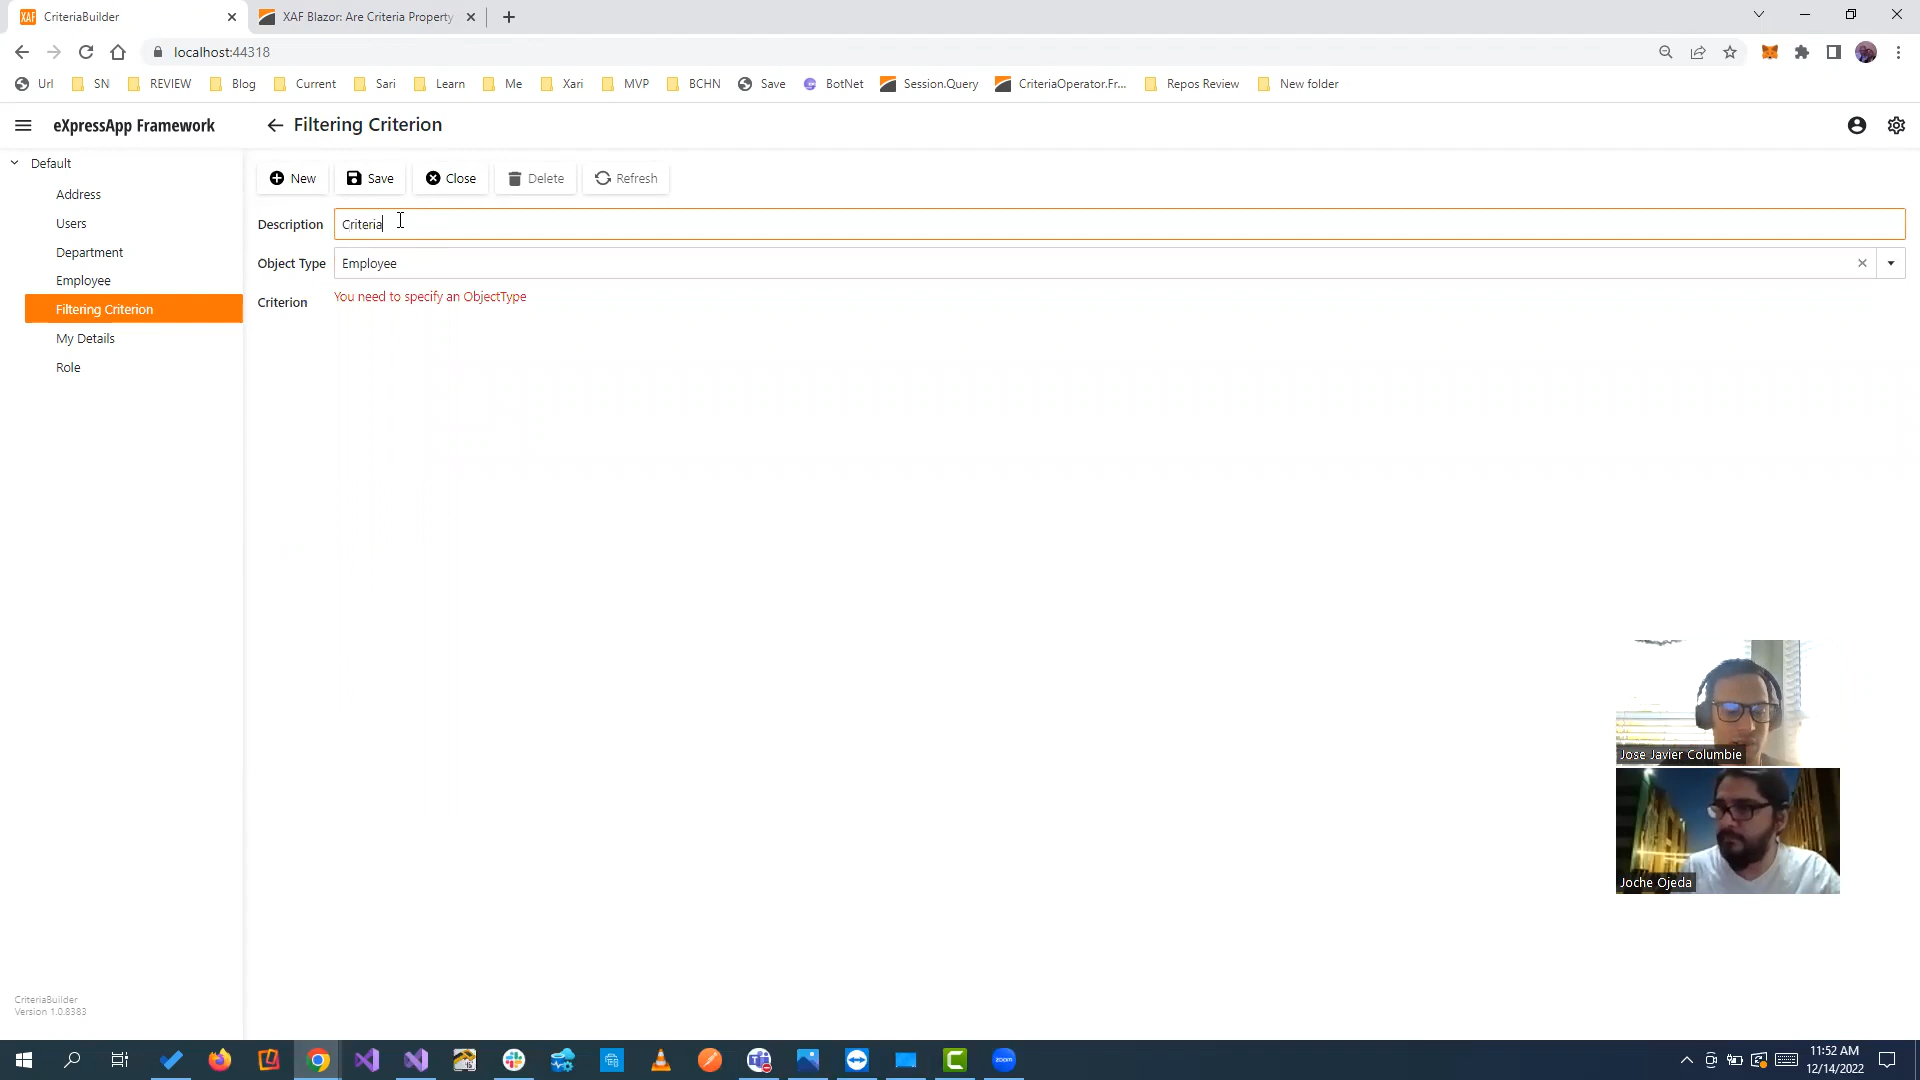 CriteriaBuilder
XAF Blazor: Are Criteria Property
localhost:44318
Url
SN
REVIEW
Blog
Current
Sari
Learn
Me
Xari
MVP
BCHN
Save
BotNet
Session.Query
CriteriaOperator.Fr...
Repos Review
New folder
eXpressApp Framework
Filtering Criterion
Default
Address
Users
Department
Employee
Filtering Criterion
My Details
Role
New
Save
Close
Delete
Refresh
Description
Criteria
Object Type
Employee
Criterion
You need to specify an ObjectType
Jose Javier Columbie
Joche Ojeda
CriteriaBuilder
Version 1.0.8383
zoom
11:52 AM
12/14/2022